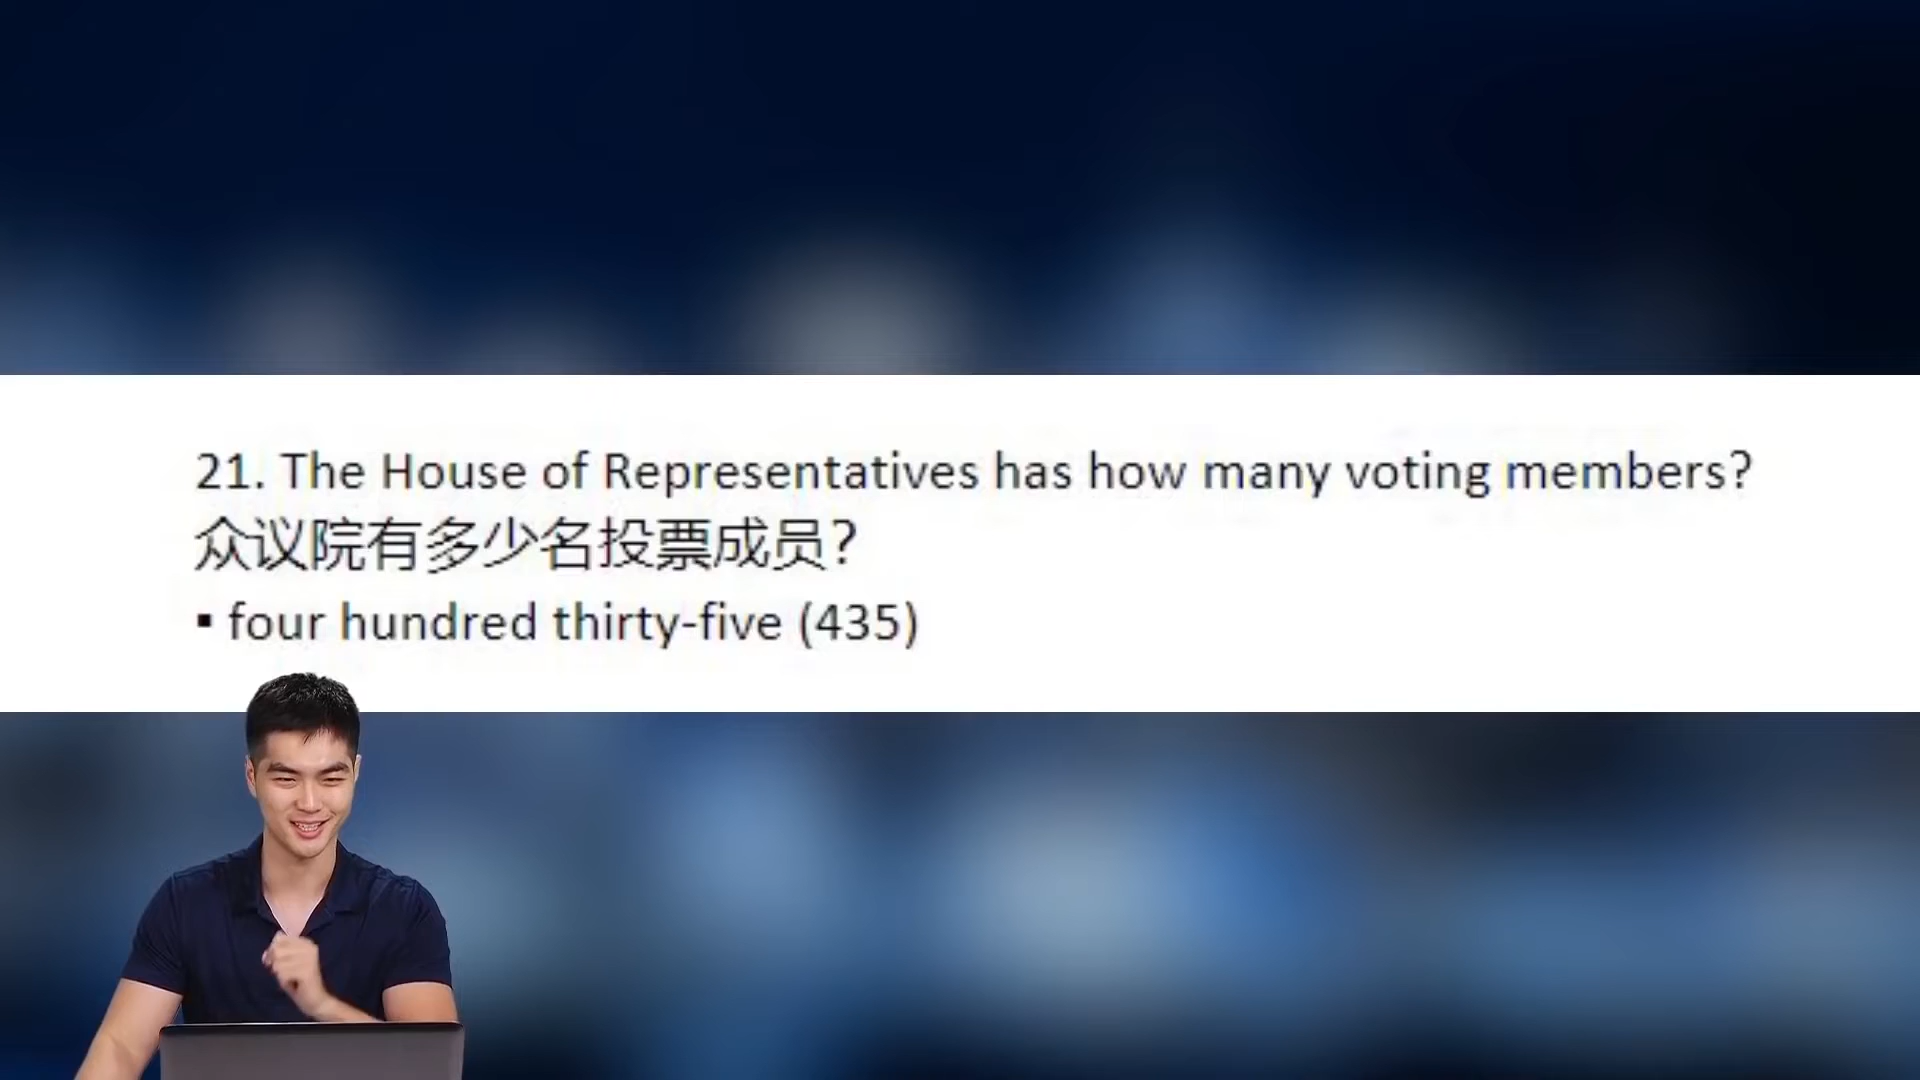 21. The House of Representatives has how many voting members?
众议院有多少名投票成员?
▪ four hundred thirty-five (435)